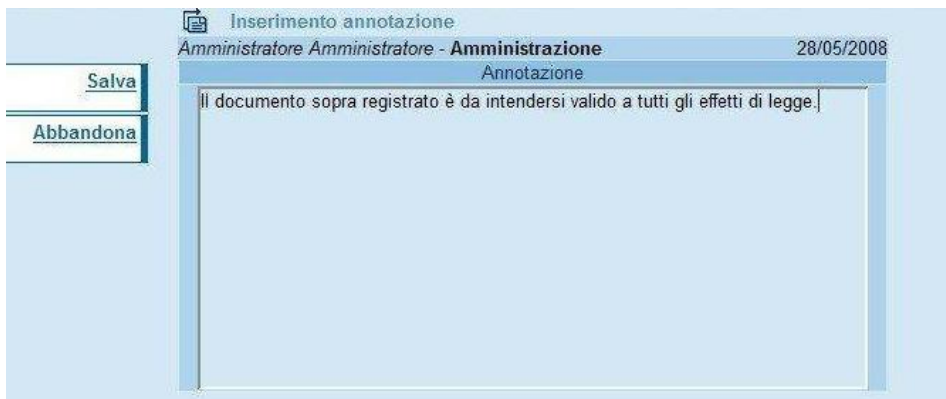 Inserimento annotazione
Amministratore Amministratore - Amministrazione 28/05/2008
Salva
Annotazione
Il documento sopra registrato è da intendersi valido a tutti gli effetti di legge.
Abbandona